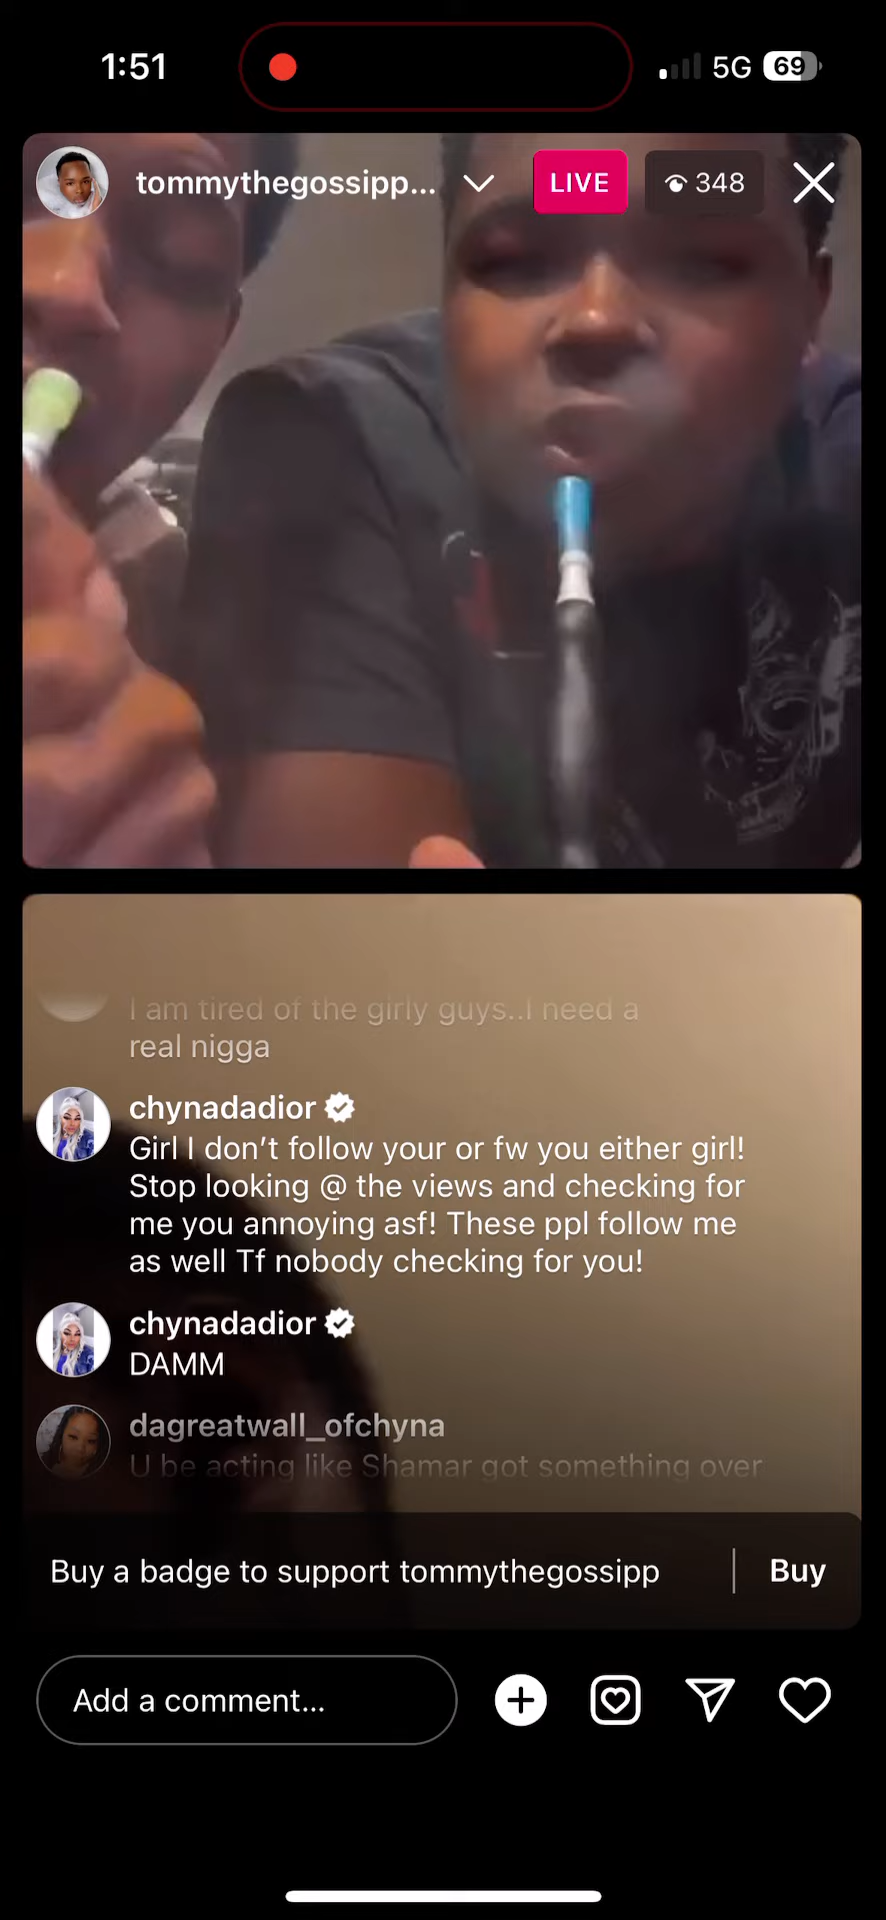 1:51
5G
69
tommythegossipp...
LIVE
348
I am tired of the girly guys..I need a
real nigga
chynadadior
Girl I don't follow your or fw you either girl!
Stop looking @ the views and checking for
me you annoying asf! These ppl follow me
as well Tf nobody checking for you!
chynadadior
DAMM
dagreatwall_ofchyna
U be acting like Shamar got something over
Buy a badge to support tommythegossipp
Buy
Add a comment...